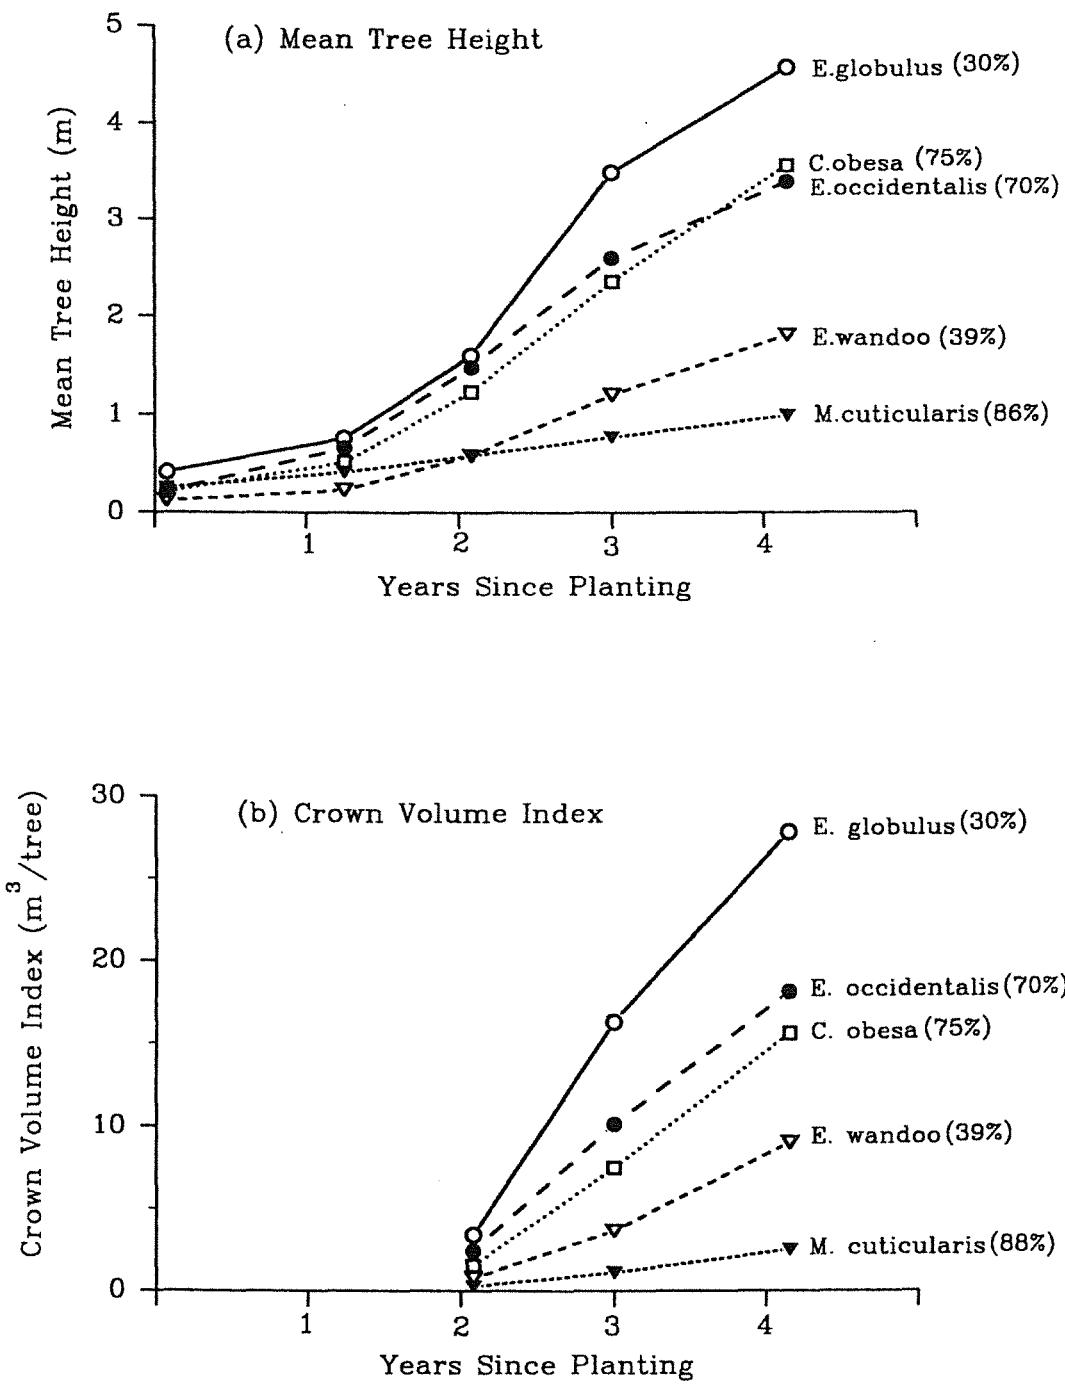 (a) Mean Tree Height
Mean Tree Height (m)
5
4
3
2
1
0
E.globulus (30%)
C.obesa (75%)
E.occidentalis (70%)
E.wandoo (39%)
M.cuticularis (86%)
1 2 3 4
Years Since Planting
(b) Crown Volume Index
Crown Volume Index (m³/tree)
30
20
10
0
E. globulus (30%)
E. occidentalis (70%)
C. obesa (75%)
E. wandoo (39%)
M. cuticularis (88%)
1 2 3 4
Years Since Planting